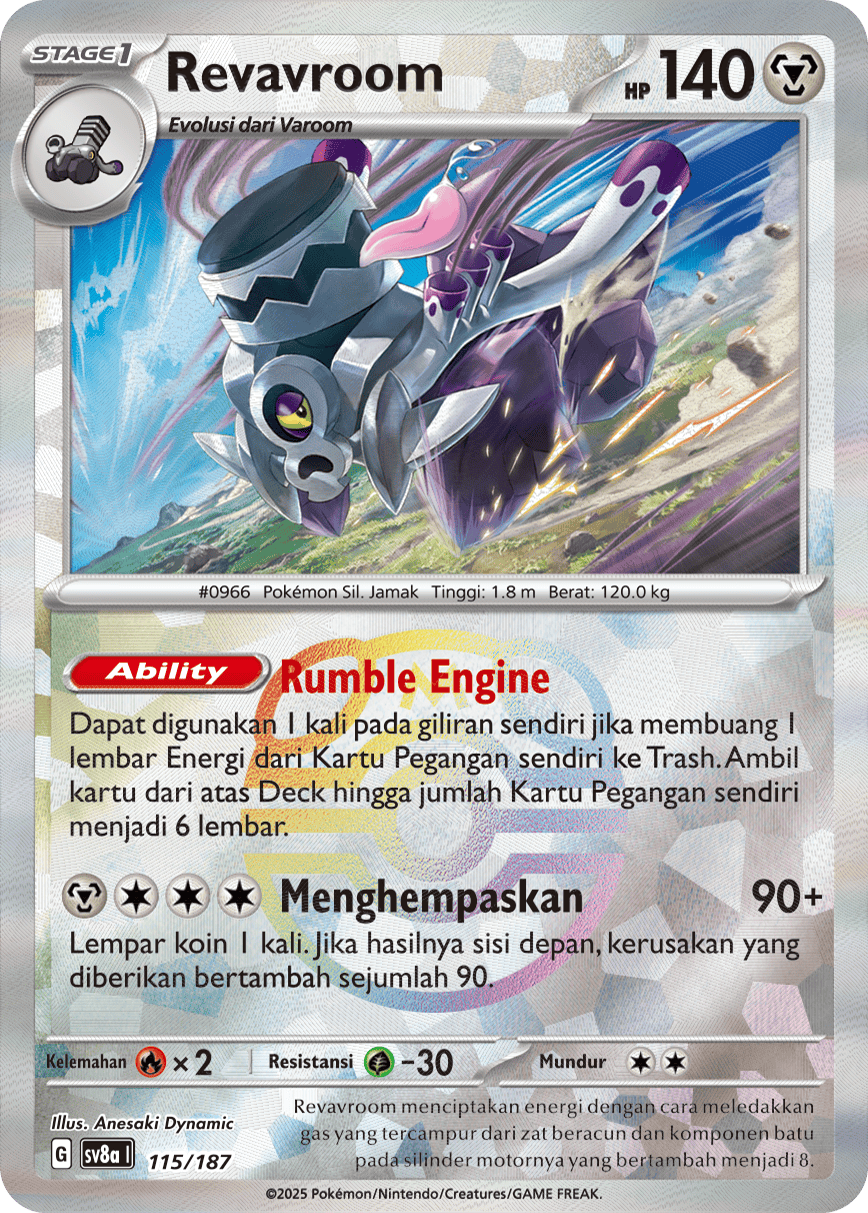 STAGE1
Revavroom
HP 140
Evolusi dari Varoom
#0966 Pokémon Sil. Jamak Tinggi: 1.8 m Berat: 120.0 kg
Ability
Rumble Engine
Dapat digunakan 1 kali pada giliran sendiri jika membuang 1
lembar Energi dari Kartu Pegangan sendiri ke Trash. Ambil
kartu dari atas Deck hingga jumlah Kartu Pegangan sendiri
menjadi 6 lembar.
Menghempaskan 90+
Lempar koin 1 kali. Jika hasilnya sisi depan, kerusakan yang
diberikan bertambah sejumlah 90.
Kelemahan ×2 Resistansi -30 Mundur
Illus. Anesaki Dynamic
G sv8a I 115/187
Revavroom menciptakan energi dengan cara meledakkan
gas yang tercampur dari zat beracun dan komponen batu
pada silinder motornya yang bertambah menjadi 8.
©2025 Pokémon/Nintendo/Creatures/GAME FREAK.